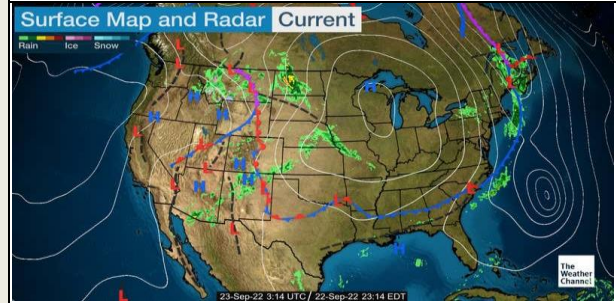 Surface Map and Radar Current
Rain Ice Snow
L
L
H
H
H
H
L
L
L
L
H
H
H
L
L
L
L
L
L
L
H
L
23-Sep-22 3:14 UTC / 22-Sep-22 23:14 EDT
The
Weather
Channel